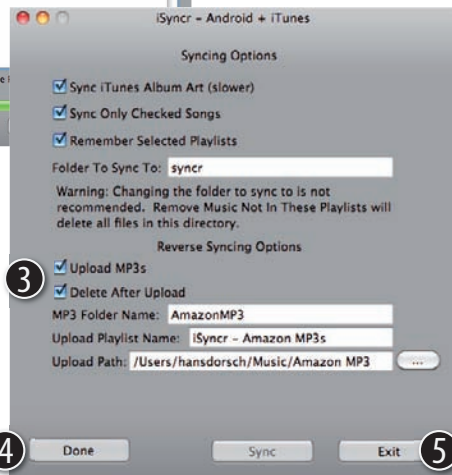 iSyncr – Android + iTunes
Syncing Options
Sync iTunes Album Art (slower)
Sync Only Checked Songs
Remember Selected Playlists
Folder To Sync To: syncr
Warning: Changing the folder to sync to is not
recommended. Remove Music Not In These Playlists will
delete all files in this directory.
Reverse Syncing Options
3 Upload MP3s
Delete After Upload
MP3 Folder Name: AmazonMP3
Upload Playlist Name: iSyncr – Amazon MP3s
Upload Path: /Users/hansdorsch/Music/Amazon MP3 ...
4 Done Sync Exit 5